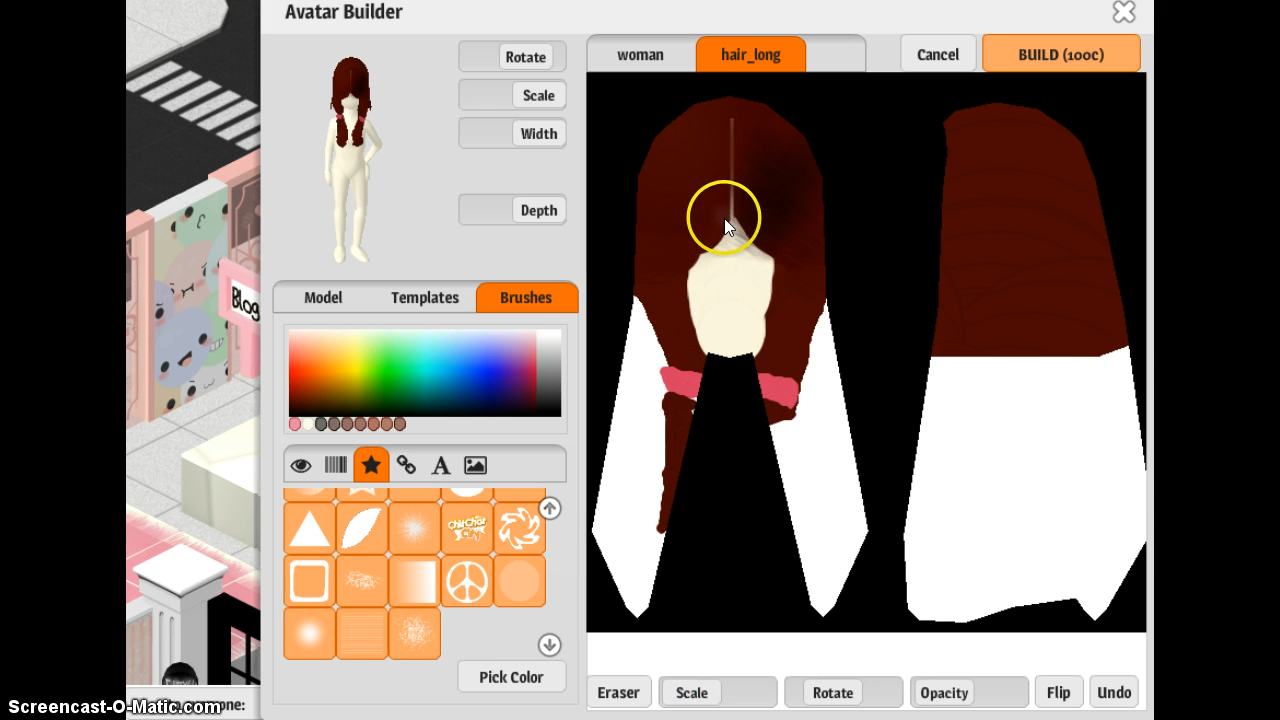 Avatar Builder
Rotate
Scale
Width
Depth
woman
hair_long
Cancel
BUILD (100c)
Model
Templates
Brushes
A
Pick Color
Eraser
Scale
Rotate
Opacity
Flip
Undo
Blog
one:
Screencast-O-Matic.com